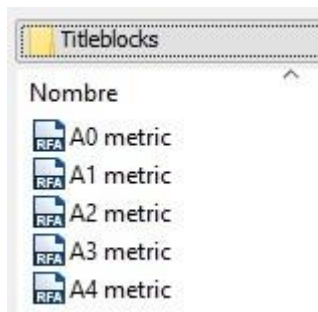 Titleblocks
Nombre
RFA A0 metric
RFA A1 metric
RFA A2 metric
RFA A3 metric
RFA A4 metric